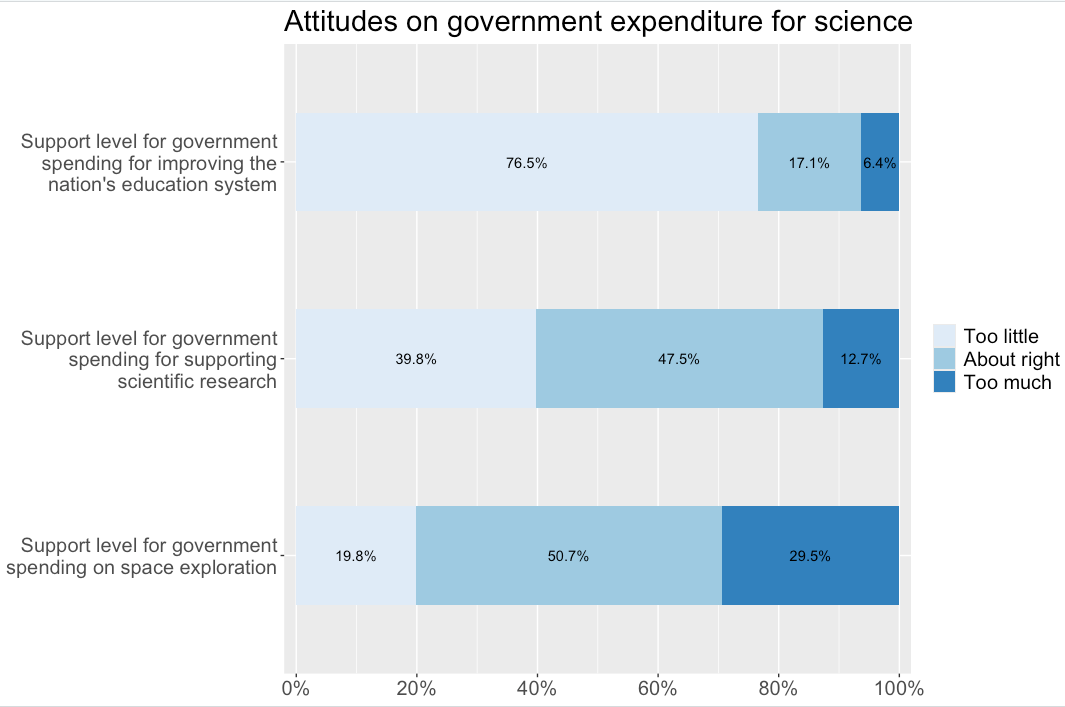 Attitudes on government expenditure for science
Support level for government
spending for improving the
nation's education system
76.5%
17.1%
6.4%
Support level for government
spending for supporting
scientific research
39.8%
47.5%
12.7%
Support level for government
spending on space exploration
19.8%
50.7%
29.5%
0%
20%
40%
60%
80%
100%
Too little
About right
Too much